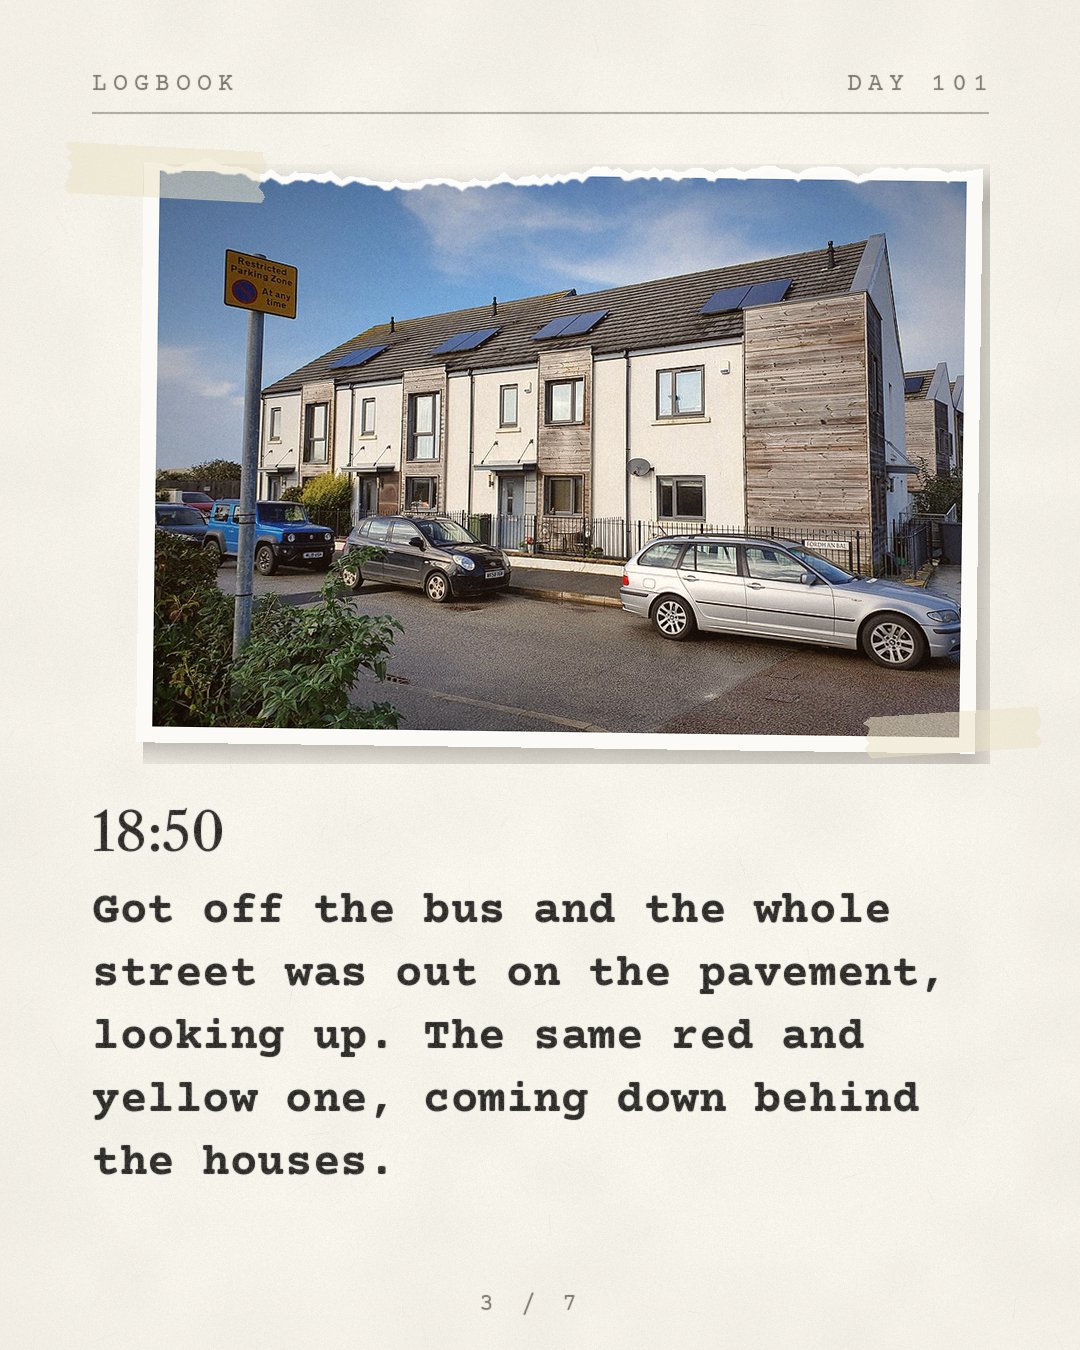 LOGBOOK
DAY 101
Restricted
Parking Zone
At any
time
18:50
Got off the bus and the whole
street was out on the pavement,
looking up. The same red and
yellow one, coming down behind
the houses.
3 / 7